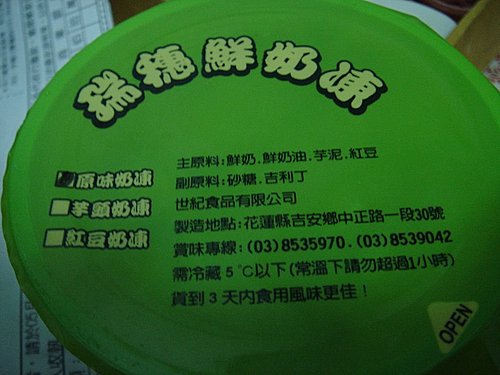 瑞穗鮮奶凍
主原料:鮮奶.鮮奶油.芋泥.紅豆
原味奶凍 副原料:砂糖.吉利丁
芋頭奶凍 世紀食品有限公司
紅豆奶凍 製造地點:花蓮縣吉安鄉中正路一段30號
賞味專線:(03)8535970.(03)8539042
需冷藏5℃以下(常溫下請勿超過1小時)
貨到3天內食用風味更佳!
OPEN